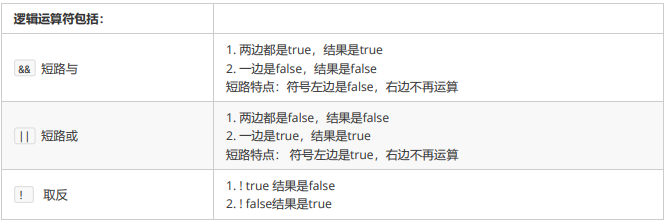 逻辑运算符包括：
&& 短路与
1. 两边都是true，结果是true
2. 一边是false，结果是false
短路特点：符号左边是false，右边不再运算
|| 短路或
1. 两边都是false，结果是false
2. 一边是true，结果是true
短路特点： 符号左边是true，右边不再运算
! 取反
1. ! true 结果是false
2. ! false结果是true